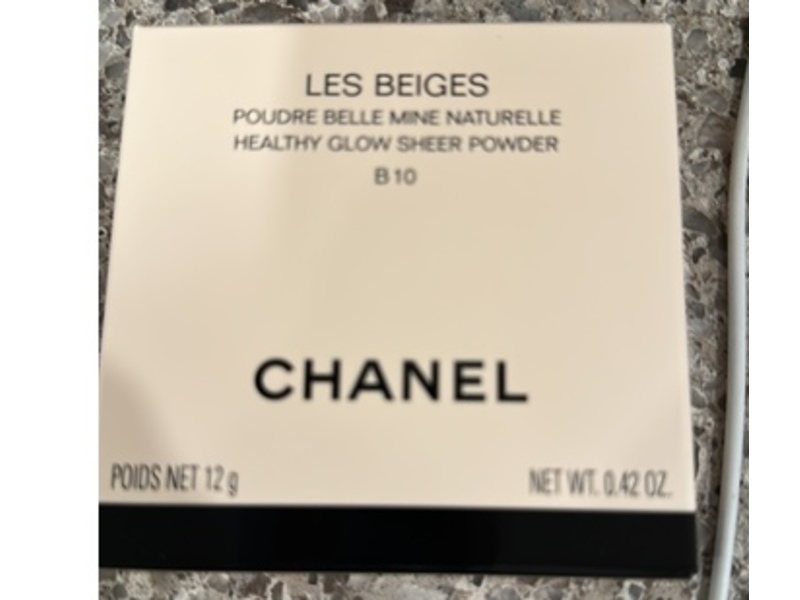 LES BEIGES
POUDRE BELLE MINE NATURELLE
HEALTHY GLOW SHEER POWDER
B10
CHANEL
POIDS NET 12 g
NET WT. 0.42 OZ.